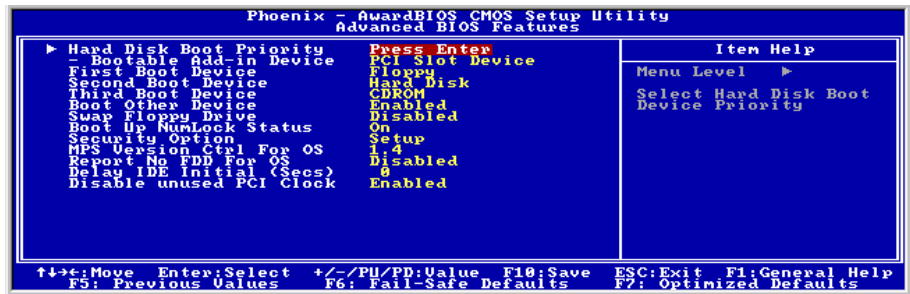 Phoenix - AwardBIOS CMOS Setup Utility
Advanced BIOS Features
► Hard Disk Boot Priority Press Enter
- Bootable Add-in Device PCI Slot Device
First Boot Device Floppy
Second Boot Device Hard Disk
Third Boot Device CDROM
Boot Other Device Enabled
Swap Floppy Drive Disabled
Boot Up NumLock Status On
Security Option Setup
MPS Version Ctrl For OS 1.4
Report No FDD For OS Disabled
Delay IDE Initial (Secs) 0
Disable unused PCI Clock Enabled
Item Help
Menu Level ►
Select Hard Disk Boot
Device Priority
↑↓→←:Move Enter:Select +/-/PU/PD:Value F10:Save ESC:Exit F1:General Help
F5: Previous Values F6: Fail-Safe Defaults F7: Optimized Defaults